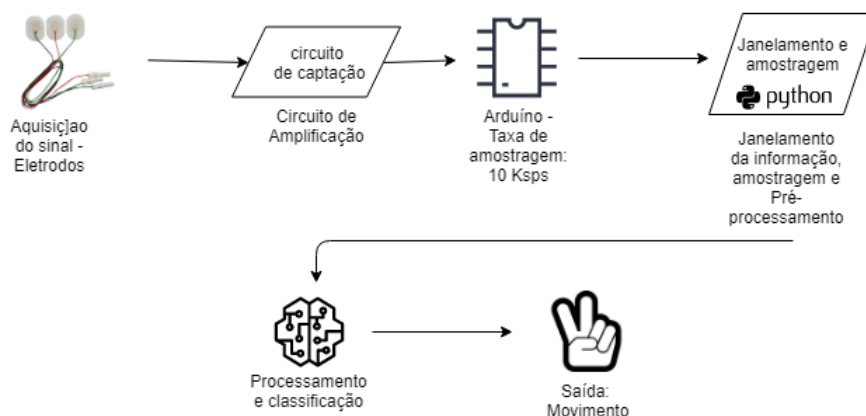 Aquisiç]ao
do sinal -
Eletrodos
circuito
de captação
Circuito de
Amplificação
Arduíno -
Taxa de
amostragem:
10 Ksps
Janelamento e
amostragem
python
Janelamento
da informação,
amostragem e
Pré-
processamento
Processamento
e classificação
Saída:
Movimento